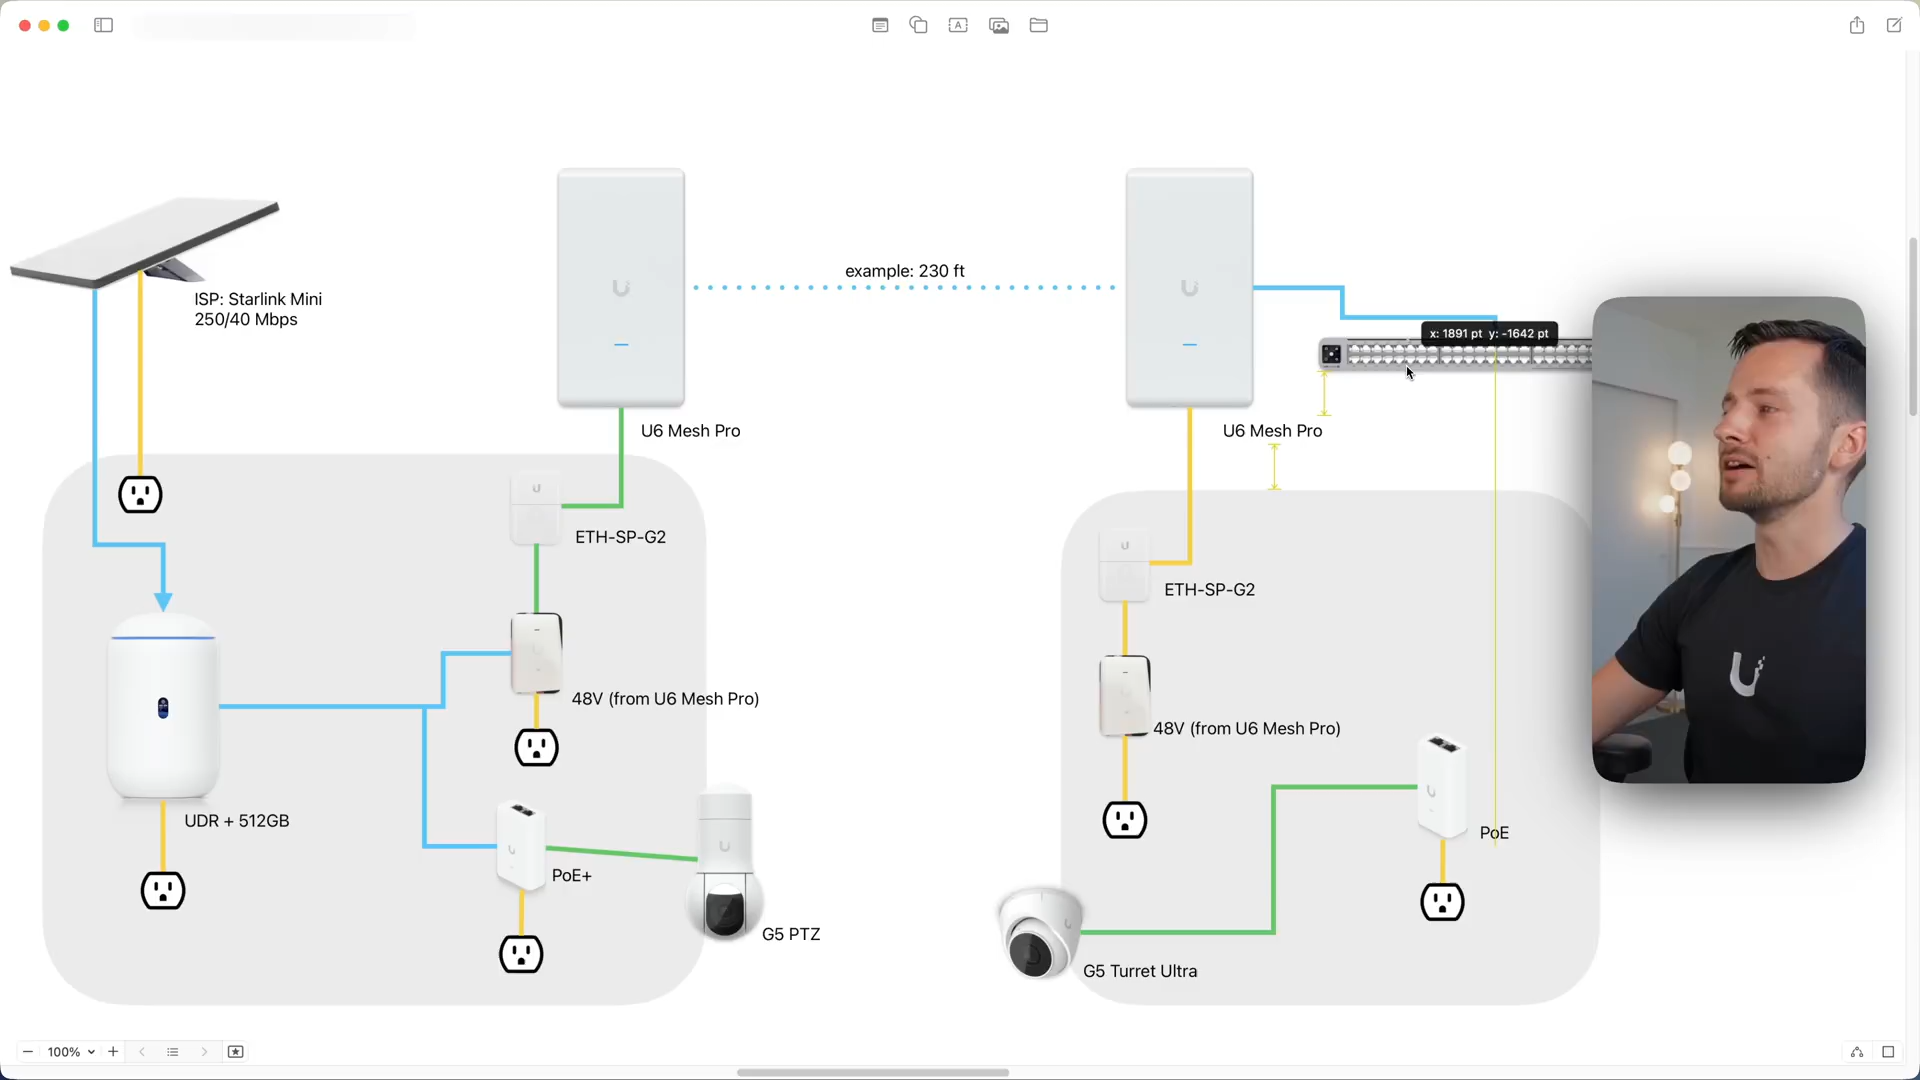 example: 230 ft
ISP: Starlink Mini
250/40 Mbps
x: 1891 pt y: -1642 pt
U6 Mesh Pro
U6 Mesh Pro
ETH-SP-G2
ETH-SP-G2
48V (from U6 Mesh Pro)
48V (from U6 Mesh Pro)
UDR + 512GB
PoE
PoE+
G5 PTZ
G5 Turret Ultra
100%